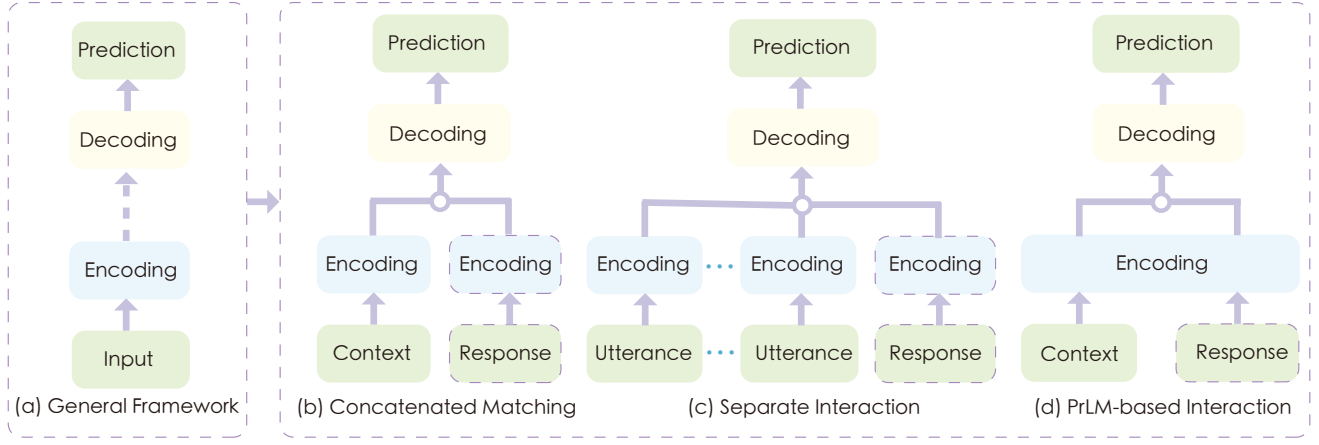 Prediction
Decoding
Encoding
Input
(a) General Framework
Prediction
Decoding
Encoding Encoding
Context Response
(b) Concatenated Matching
Prediction
Decoding
Encoding ... Encoding Encoding
Utterance ... Utterance Response
(c) Separate Interaction
Prediction
Decoding
Encoding
Context Response
(d) PrLM-based Interaction